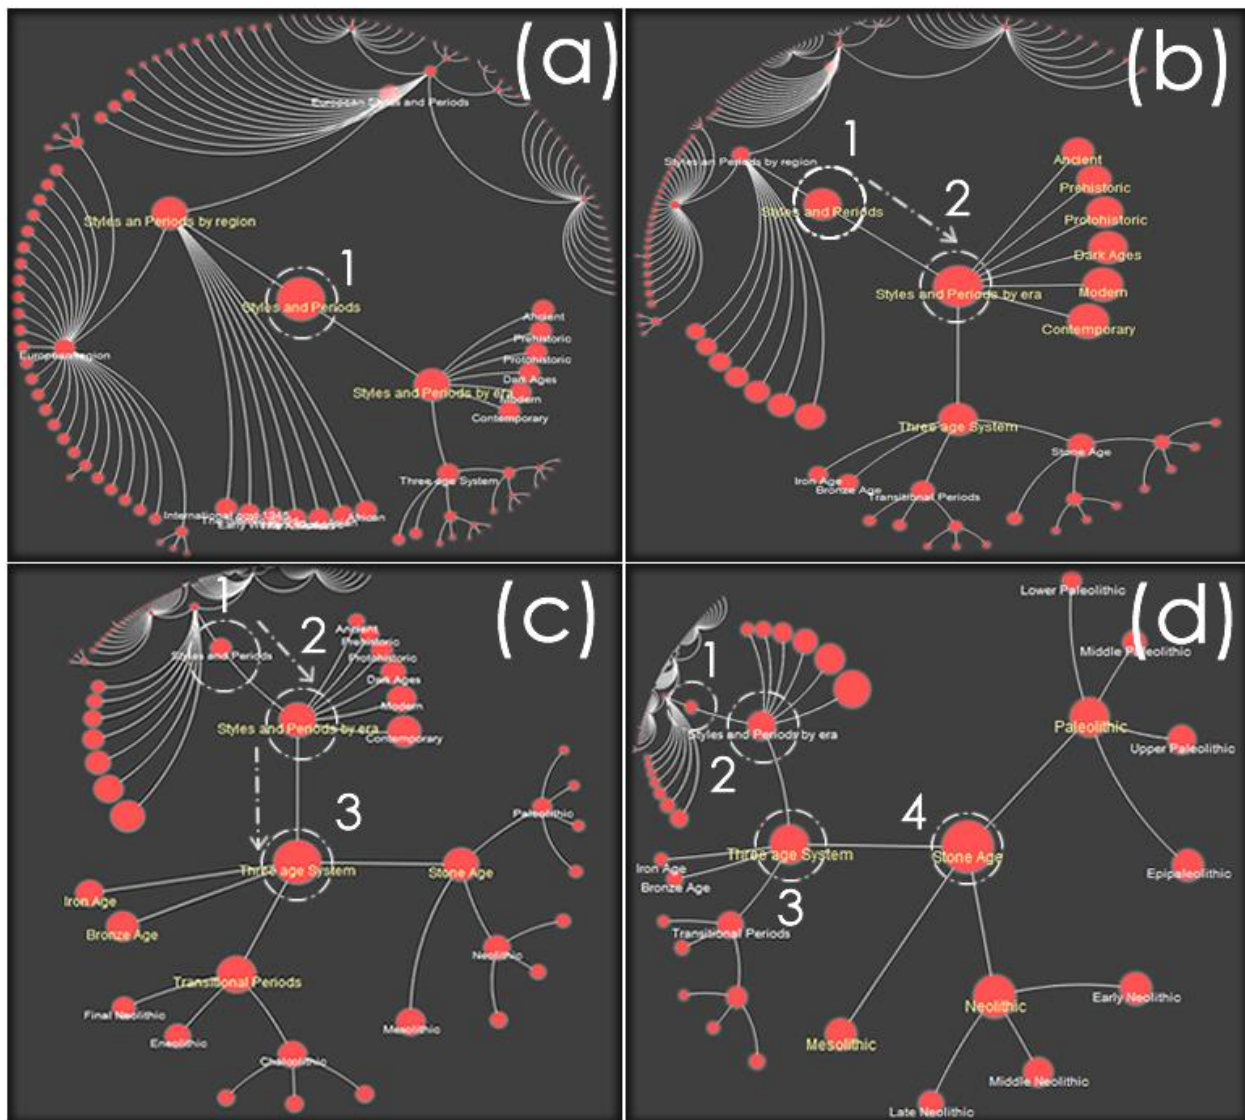 (a)
European Styles and Periods
Styles an Periods by region
1
Styles and Periods
European region
Ancient
Prehistoric
Protohistoric
Dark Ages
Styles and Periods by era
Modern
Contemporary
Three age System
International post-1945
African
(b)
1
Styles an Periods by region
Ancient
Prehistoric
2
Styles and Periods
Protohistoric
Dark Ages
Styles and Periods by era
Modern
Contemporary
Three age System
Stone Age
Iron Age
Bronze Age
Transitional Periods
(c)
1
2
Ancient
Prehistoric
Styles and Periods
Protohistoric
Dark Ages
Modern
Styles and Periods by era
Contemporary
3
Paleolithic
Three age System
Stone Age
Iron Age
Bronze Age
Neolithic
Transitional Periods
Final Neolithic
Mesolithic
Eneolithic
Chalcolithic
(d)
Lower Paleolithic
Middle Paleolithic
1
Paleolithic
Styles and Periods by era
Upper Paleolithic
2
4
Three age System
Stone Age
Iron Age
Epipaleolithic
Bronze Age
3
Transitional Periods
Early Neolithic
Neolithic
Mesolithic
Middle Neolithic
Late Neolithic